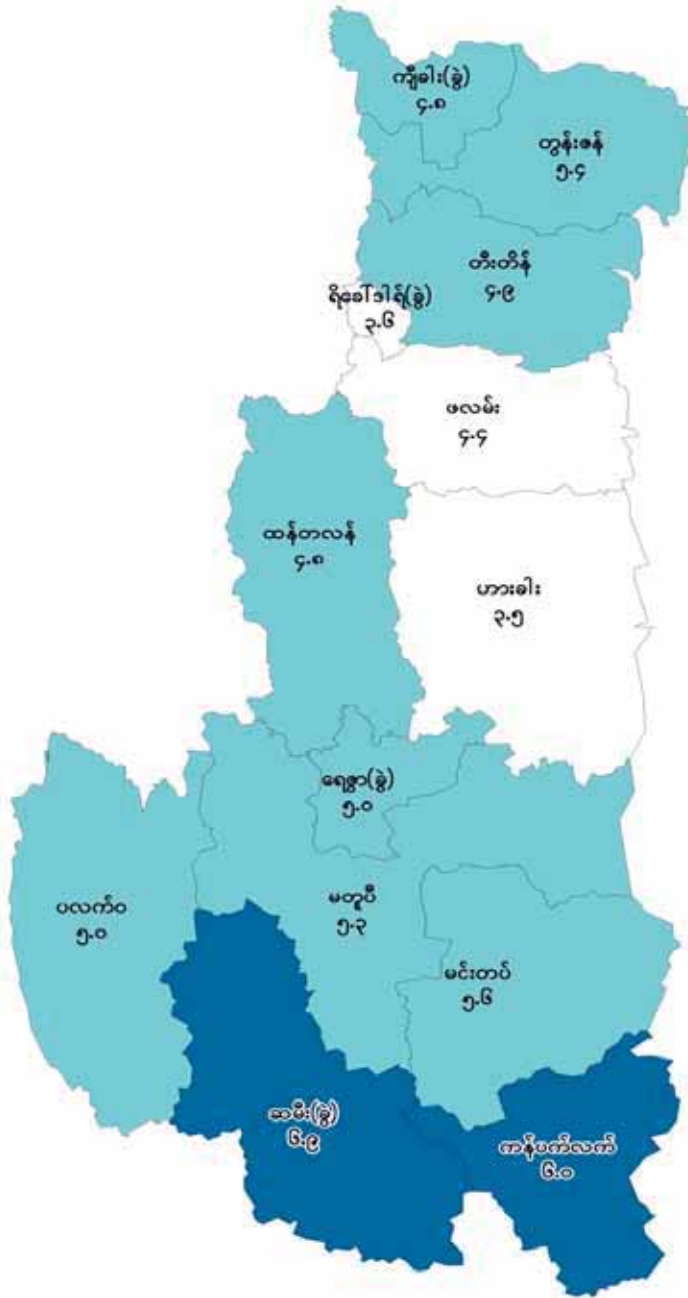 ကျီခါး(ခွဲ)
၄.၈
တွန်းဇန်
၅.၄
တီးတိန်
၄.၉
ရိခေါ်ဒါရ်(ခွဲ)
၃.၆
ဖလမ်း
၄.၄
ထန်တလန်
၄.၈
ဟားခါး
၃.၅
ရေဇွာ(ခွဲ)
၅.၀
ပလက်ဝ
၅.၀
မတူပီ
၅.၃
မင်းတပ်
၅.၆
ဆမီး(ခွဲ)
၆.၉
ကန်ပက်လက်
၆.၀